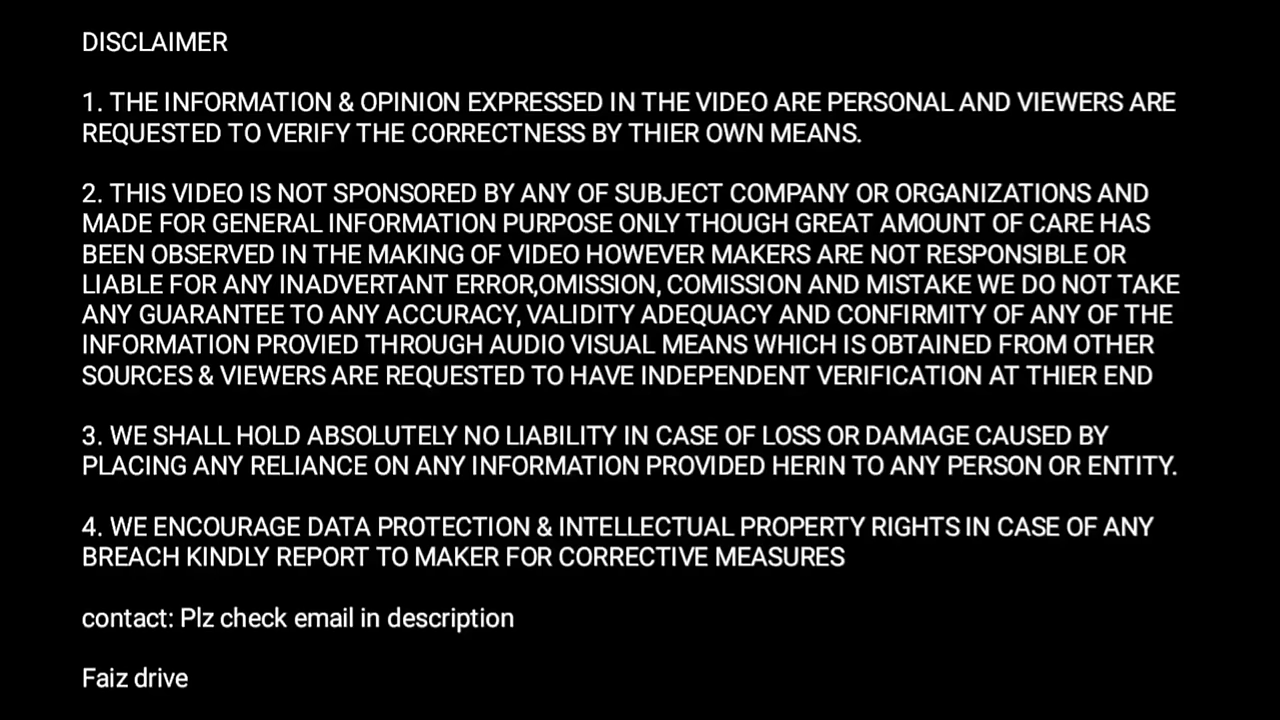 DISCLAIMER
1. THE INFORMATION & OPINION EXPRESSED IN THE VIDEO ARE PERSONAL AND VIEWERS ARE
REQUESTED TO VERIFY THE CORRECTNESS BY THIER OWN MEANS.
2. THIS VIDEO IS NOT SPONSORED BY ANY OF SUBJECT COMPANY OR ORGANIZATIONS AND
MADE FOR GENERAL INFORMATION PURPOSE ONLY THOUGH GREAT AMOUNT OF CARE HAS
BEEN OBSERVED IN THE MAKING OF VIDEO HOWEVER MAKERS ARE NOT RESPONSIBLE OR
LIABLE FOR ANY INADVERTANT ERROR,OMISSION, COMISSION AND MISTAKE WE DO NOT TAKE
ANY GUARANTEE TO ANY ACCURACY, VALIDITY ADEQUACY AND CONFIRMITY OF ANY OF THE
INFORMATION PROVIED THROUGH AUDIO VISUAL MEANS WHICH IS OBTAINED FROM OTHER
SOURCES & VIEWERS ARE REQUESTED TO HAVE INDEPENDENT VERIFICATION AT THIER END
3. WE SHALL HOLD ABSOLUTELY NO LIABILITY IN CASE OF LOSS OR DAMAGE CAUSED BY
PLACING ANY RELIANCE ON ANY INFORMATION PROVIDED HERIN TO ANY PERSON OR ENTITY.
4. WE ENCOURAGE DATA PROTECTION & INTELLECTUAL PROPERTY RIGHTS IN CASE OF ANY
BREACH KINDLY REPORT TO MAKER FOR CORRECTIVE MEASURES
contact: Plz check email in description
Faiz drive